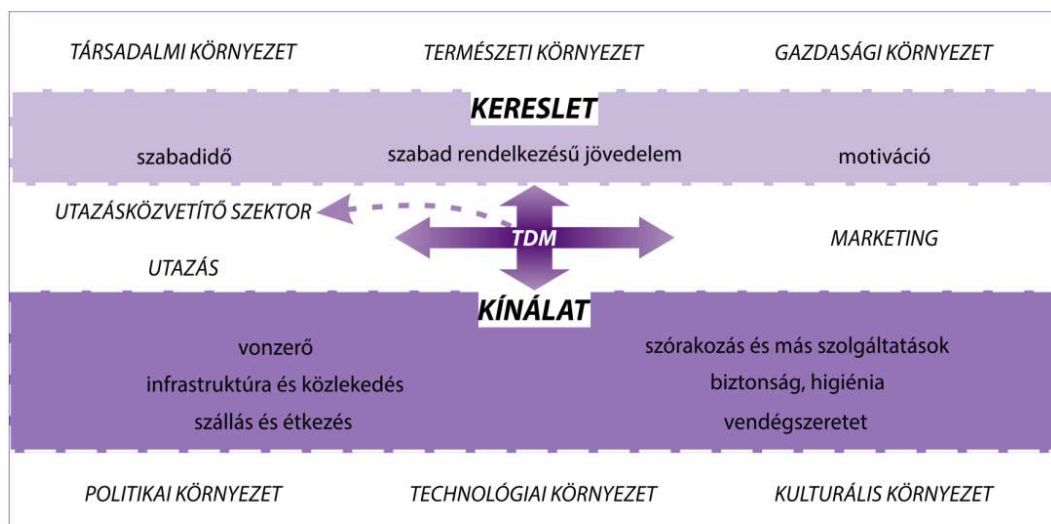 TÁRSADALMI KÖRNYEZET TERMÉSZETI KÖRNYEZET GAZDASÁGI KÖRNYEZET
KERESLET
szabadidő szabad rendelkezésű jövedelem motiváció
UTAZÁSKÖZVETÍTŐ SZEKTOR
TDM MARKETING
UTAZÁS
KÍNÁLAT
vonzerő szórakozás és más szolgáltatások
infrastruktúra és közlekedés biztonság, higiénia
szállás és étkezés vendégszeretet
POLITIKAI KÖRNYEZET TECHNOLÓGIAI KÖRNYEZET KULTURÁLIS KÖRNYEZET